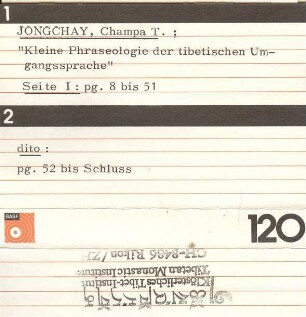 1
JONGCHAY, Champa T. ;
"Kleine Phraseologie der tibetischen Um-
gangssprache"
Seite I: pg. 8 bis 51
2
dito :
pg. 52 bis Schluss
BASF
120
CH-8486 Rikon / ZH
Tibetan Monastic Institute
Klösterliches Tibet-Institut